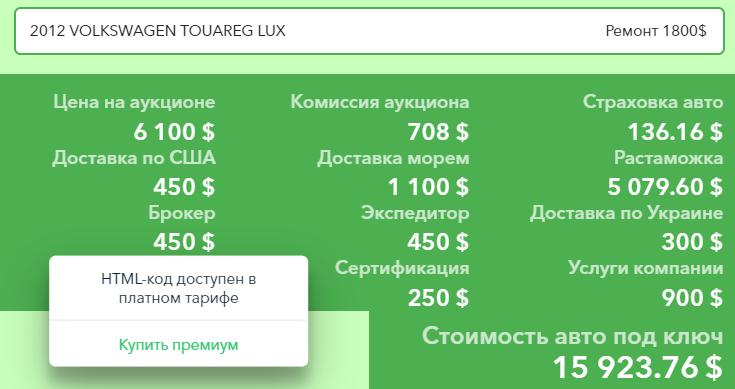 2012 VOLKSWAGEN TOUAREG LUX Ремонт 1800$
Цена на аукционе Комиссия аукциона Страховка авто
6 100 $ 708 $ 136.16 $
Доставка по США Доставка морем Растаможка
450 $ 1 100 $ 5 079.60 $
Брокер Экспедитор Доставка по Украине
450 $ 450 $ 300 $
Сертификация Услуги компании
250 $ 900 $
HTML-код доступен в
платном тарифе
Купить премиум
Стоимость авто под ключ
15 923.76 $